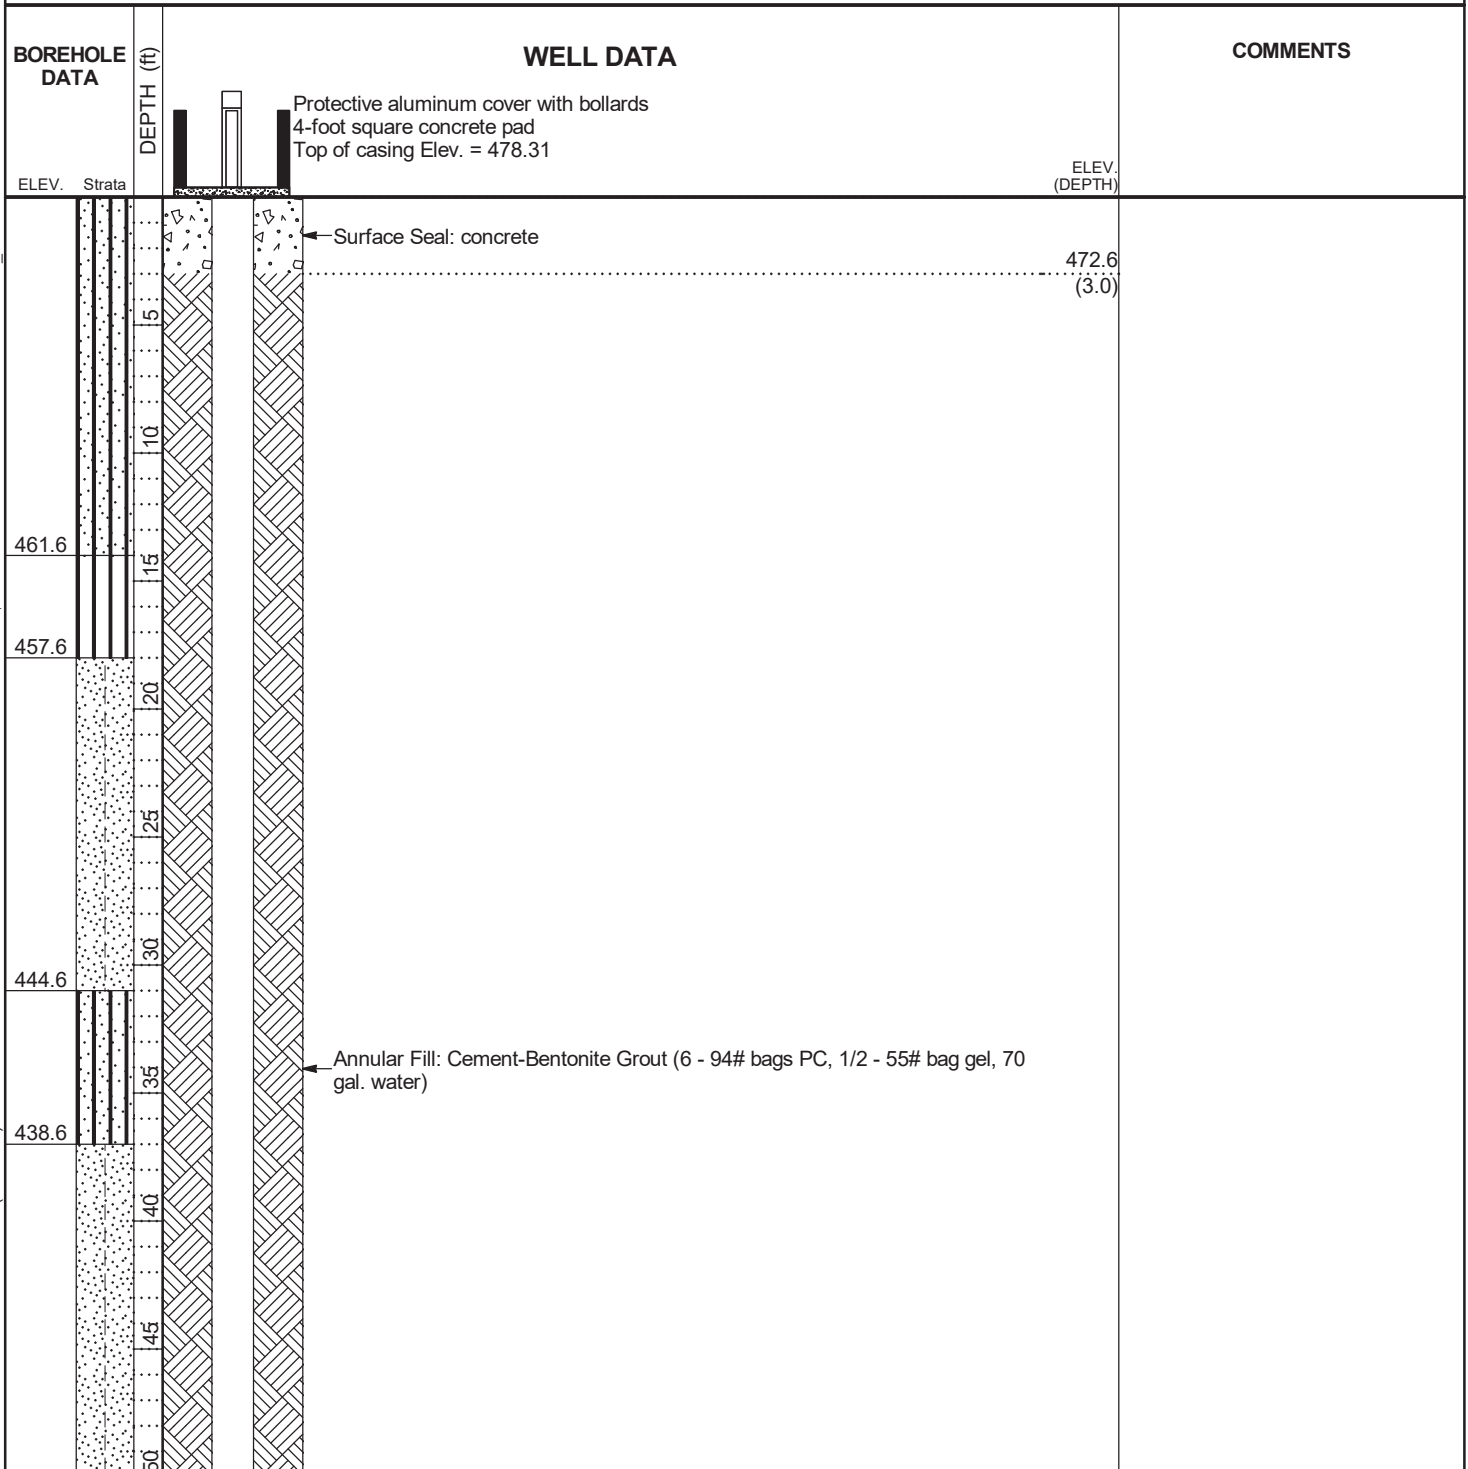 BOREHOLE
DATA
DEPTH (ft)
WELL DATA
COMMENTS
Protective aluminum cover with bollards
4-foot square concrete pad
Top of casing Elev. = 478.31
ELEV.
(DEPTH)
ELEV. Strata
Surface Seal: concrete
472.6
(3.0)
5
10
461.6
15
457.6
20
25
30
444.6
Annular Fill: Cement-Bentonite Grout (6 - 94# bags PC, 1/2 - 55# bag gel, 70
gal. water)
35
438.6
40
45
50